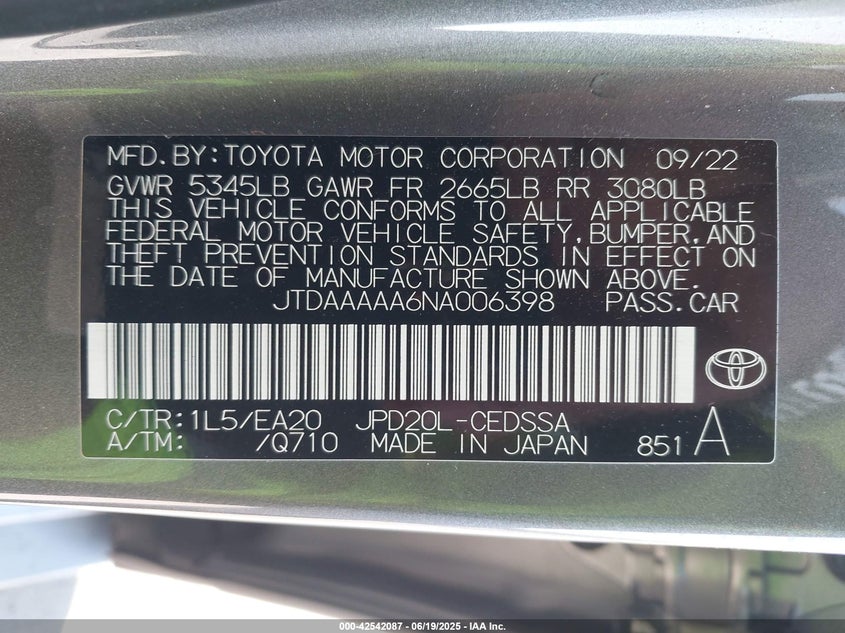 MFD.BY:TOYOTA MOTOR CORPORATION 09/22
GVWR 5345LB GAWR FR 2665LB RR 3080LB
THIS VEHICLE CONFORMS TO ALL APPLICABLE
FEDERAL MOTOR VEHICLE SAFETY,BUMPER,AND
THEFT PREVENTION STANDARDS IN EFFECT ON
THE DATE OF MANUFACTURE SHOWN ABOVE.
JTDAAAAA6NA006398 PASS.CAR
C/TR:1L5/EA20 JPD20L-CEDSSA
A/TM: /Q710 MADE IN JAPAN 851A
000-42542087 - 06/19/2025 - IAA Inc.